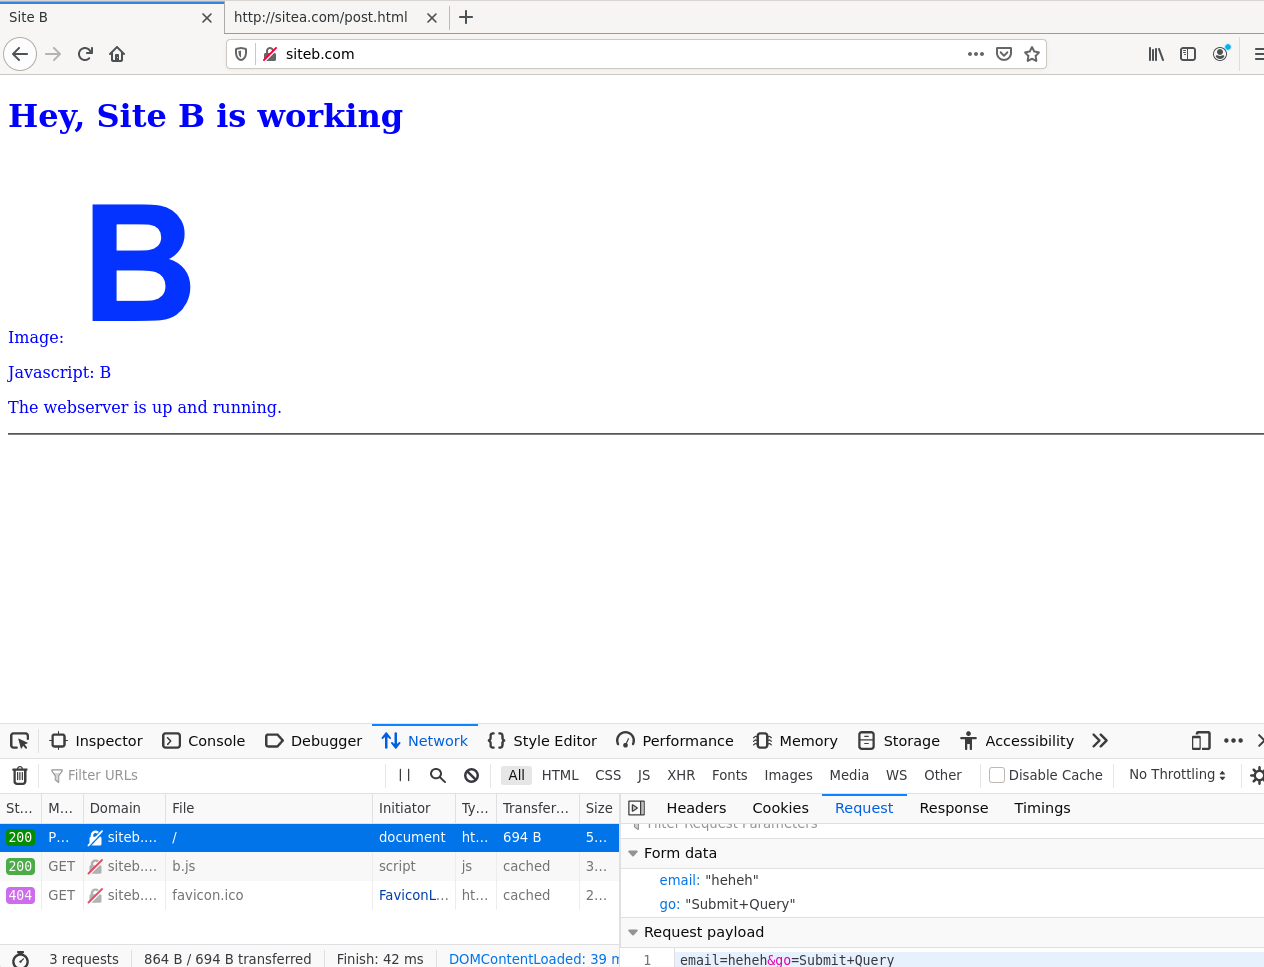 Site B
http://sitea.com/post.html
siteb.com
Hey, Site B is working
B
Image:
Javascript: B
The webserver is up and running.
Inspector Console Debugger Network Style Editor Performance Memory Storage Accessibility
Filter URLs
All HTML CSS JS XHR Fonts Images Media WS Other Disable Cache No Throttling
St... M... Domain File Initiator Ty... Transfer... Size
Headers Cookies Request Response Timings
200 P... siteb.... / document ht... 694 B 5...
200 GET siteb.... b.js script js cached 3...
404 GET siteb.... favicon.ico FaviconL... ht... cached 2...
Filter Request Parameters
Form data
email: "heheh"
go: "Submit+Query"
Request payload
1 email=heheh&go=Submit+Query
3 requests 864 B / 694 B transferred Finish: 42 ms DOMContentLoaded: 39 m